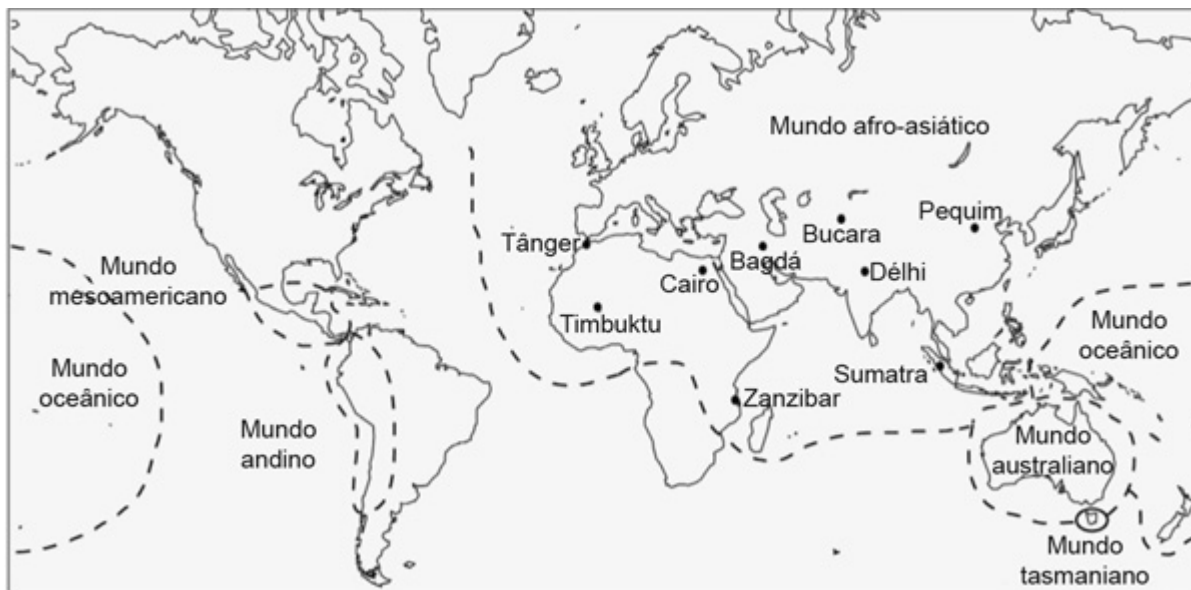 Mundo afro-asiático
Pequim
Bucara
Tânger
Bagdá
Délhi
Cairo
Mundo
mesoamericano
Timbuktu
Mundo
oceânico
Mundo
oceânico
Sumatra
Zanzibar
Mundo
andino
Mundo
australiano
Mundo
tasmaniano